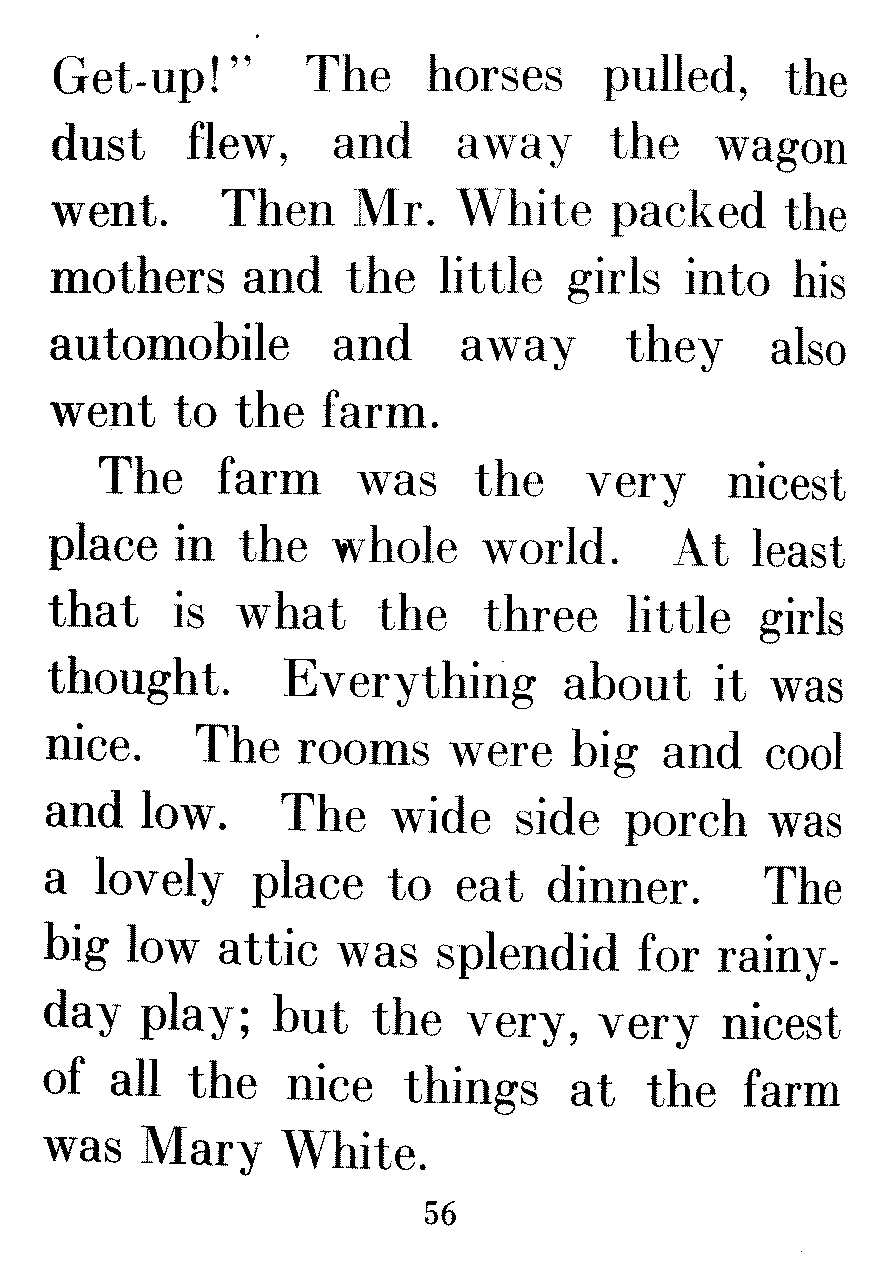 Get-up!” The horses pulled, the
dust flew, and away the wagon
went. Then Mr. White packed the
mothers and the little girls into his
automobile and away they also
went to the farm.
The farm was the very nicest
place in the whole world. At least
that is what the three little girls
thought. Everything about it was
nice. The rooms were big and cool
and low. The wide side porch was
a lovely place to eat dinner. The
big low attic was splendid for rainy-
day play; but the very, very nicest
of all the nice things at the farm
was Mary White.
56